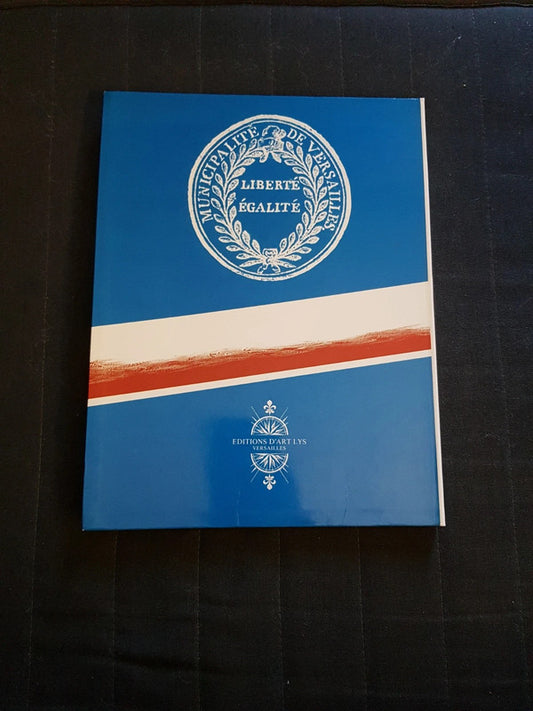 MUNICIPALITÉ DE VERSAILLES
LIBERTÉ
ÉGALITÉ
EDITIONS D'ART LYS
VERSAILLES